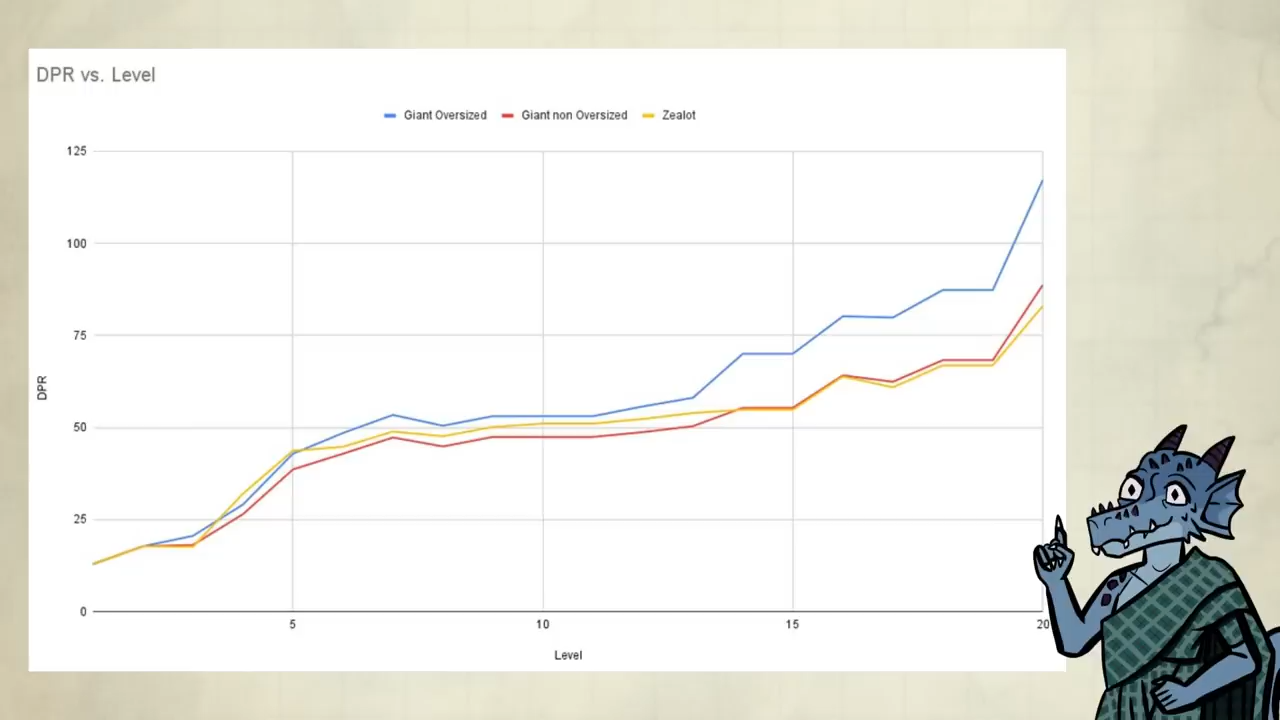 DPR vs. Level
Giant Oversized Giant non Oversized Zealot
125
100
75
50
25
0
DPR
5 10 15 20
Level